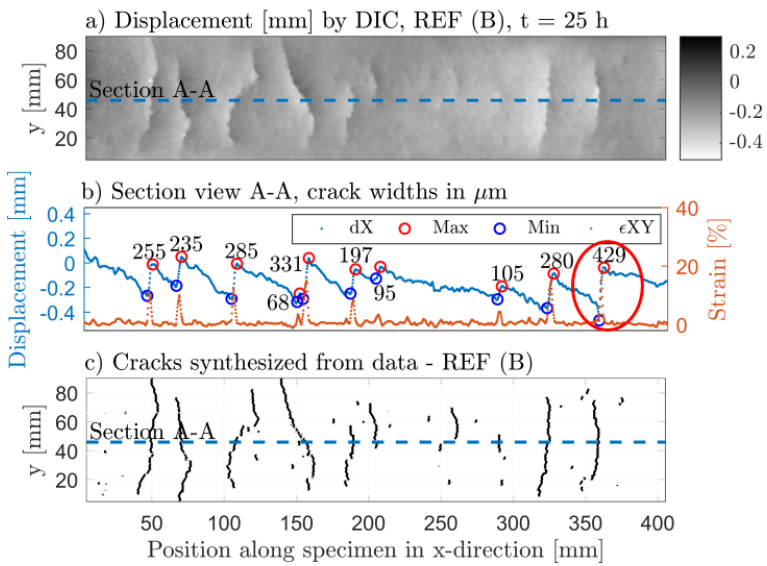 a) Displacement [mm] by DIC, REF (B), t = 25 h
y [mm]
80
60
40
20
Section A-A
0.2
0
-0.2
-0.4
b) Section view A-A, crack widths in μm
Displacement [mm]
0.4
0.2
0
-0.2
-0.4
dX Max Min ϵXY
255 235 285 331 68 197 95 105 280 429
40
20
0
Strain [%]
c) Cracks synthesized from data - REF (B)
y [mm]
80
60
40
20
Section A-A
50 100 150 200 250 300 350 400
Position along specimen in x-direction [mm]